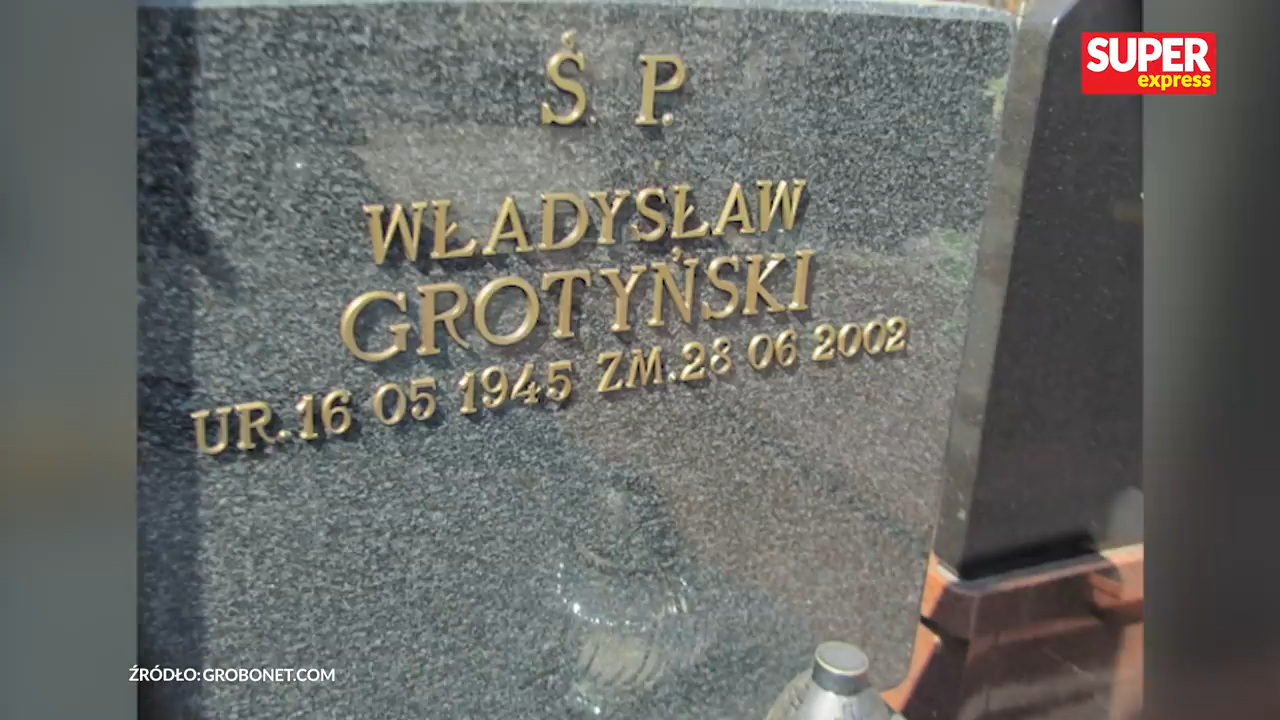 SUPER
express
Ś. P.
WŁADYSŁAW
GROTYŃSKI
UR. 16 05 1945 ZM. 28 06 2002
ŹRÓDŁO: GROBONET.COM